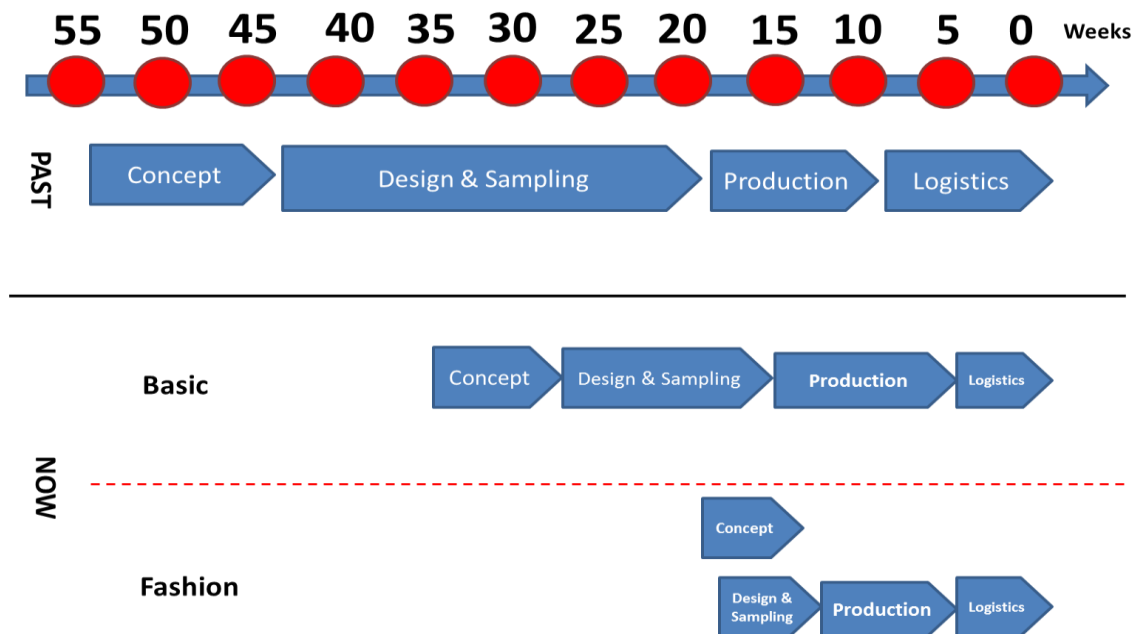 55 50 45 40 35 30 25 20 15 10 5 0 Weeks
PAST
Concept
Design & Sampling
Production
Logistics
NOW
Basic
Concept
Design & Sampling
Production
Logistics
Fashion
Concept
Design &
Sampling
Production
Logistics